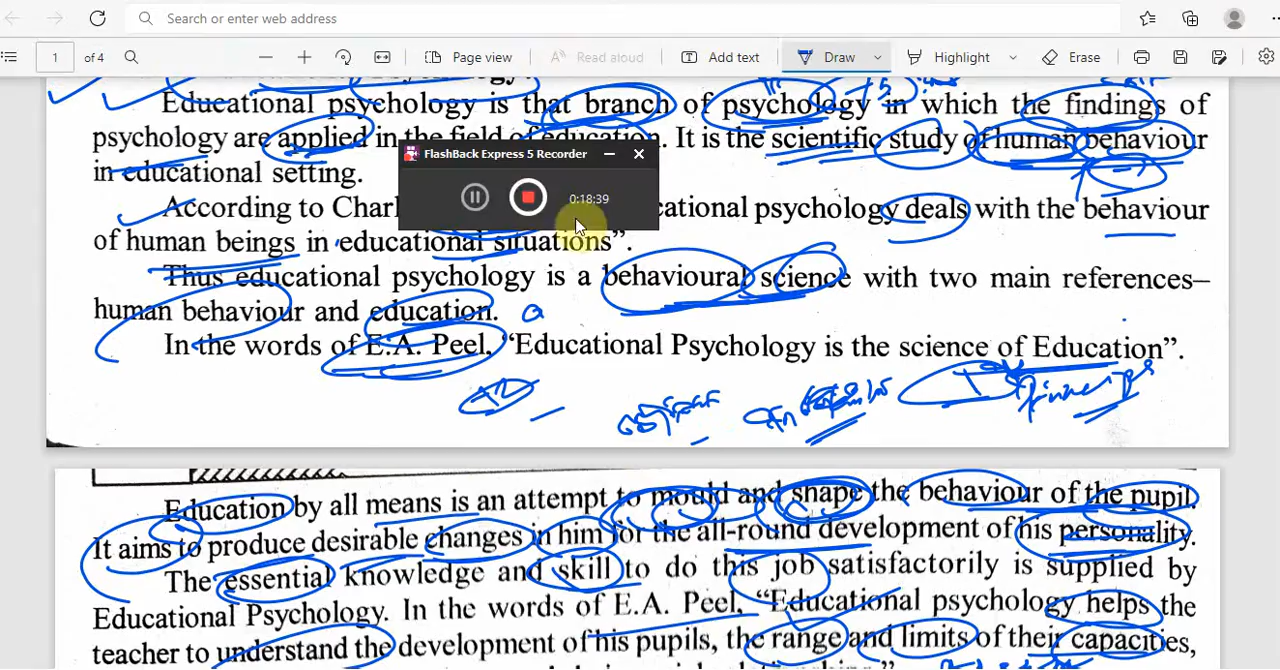 Search or enter web address
1 of 4 Page view Read aloud Add text Draw Highlight Erase
Educational psychology is that branch of psychology in which the findings of
psychology are applied in the field of education. It is the scientific study of human behaviour
in educational setting.
FlashBack Express 5 Recorder
0:18:39
According to Charl cational psychology deals with the behaviour
of human beings in educational situations”.
Thus educational psychology is a behavioural science with two main references–
human behaviour and education.
In the words of E.A. Peel, “Educational Psychology is the science of Education”.
Education by all means is an attempt to mould and shape the behaviour of the pupil.
It aims to produce desirable changes in him for the all-round development of his personality.
The essential knowledge and skill to do this job satisfactorily is supplied by
Educational Psychology. In the words of E.A. Peel, “Educational psychology helps the
teacher to understand the development of his pupils, the range and limits of their capacities,